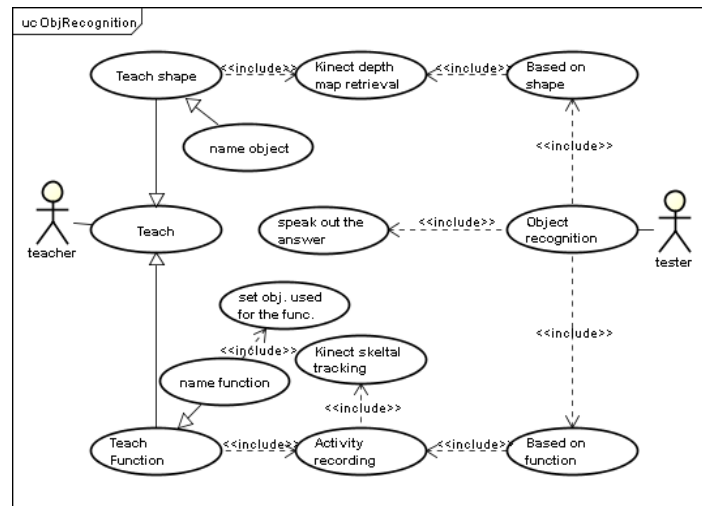 uc ObjRecognition
Teach shape
<<include>>
Kinect depth
map retrieval
<<include>>
Based on
shape
name object
<<include>>
teacher
Teach
speak out the
answer
<<include>>
Object
recognition
tester
set obj. used
for the func.
<<include>>
Kinect skeltal
tracking
<<include>>
name function
<<include>>
Teach
Function
<<include>>
Activity
recording
<<include>>
Based on
function